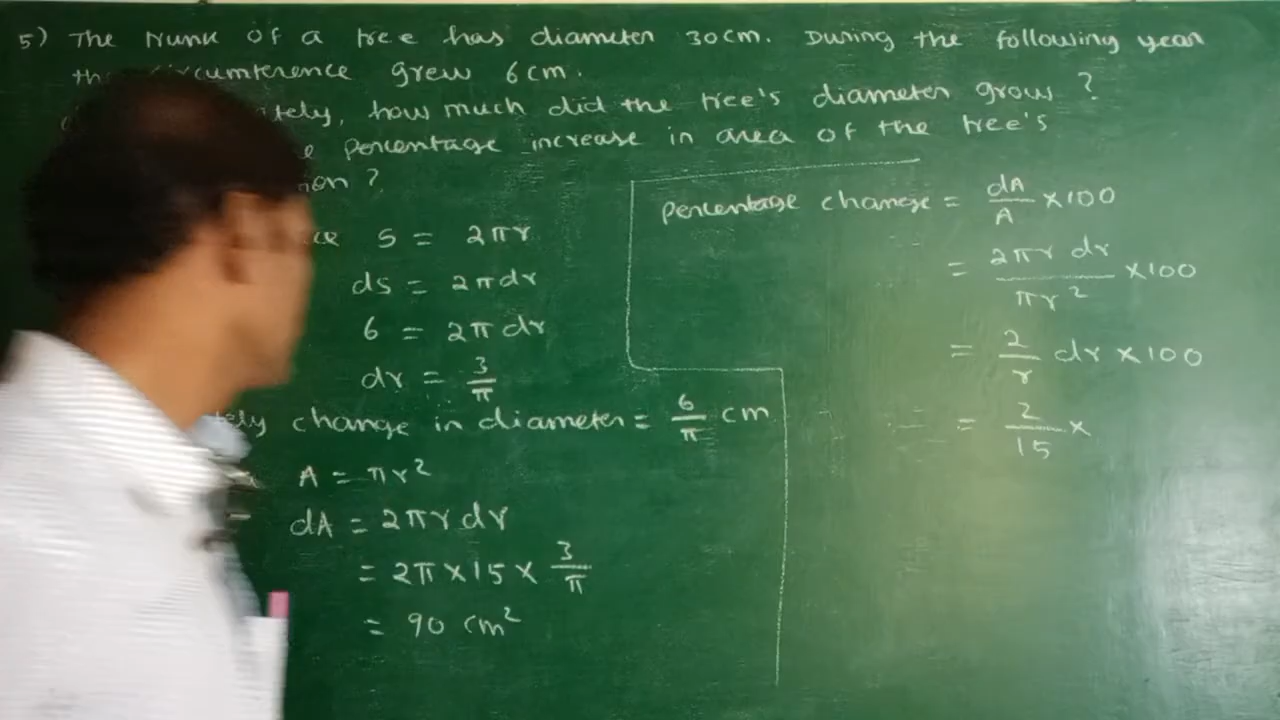 5) The trunk of a tree has diameter 30cm. During the following year
circumference grew 6cm.
how much did the tree's diameter grow ?
percentage increase in area of the tree's
?
S = 2πr
ds = 2πdr
6 = 2π dr
dr = 3/π
change in diameter = 6/π cm
A = πr²
dA = 2πr dr
= 2π × 15 × 3/π
= 90 cm²
percentage change = dA/A × 100
= 2πr dr / πr² × 100
= 2/r dr × 100
= 2/15 ×